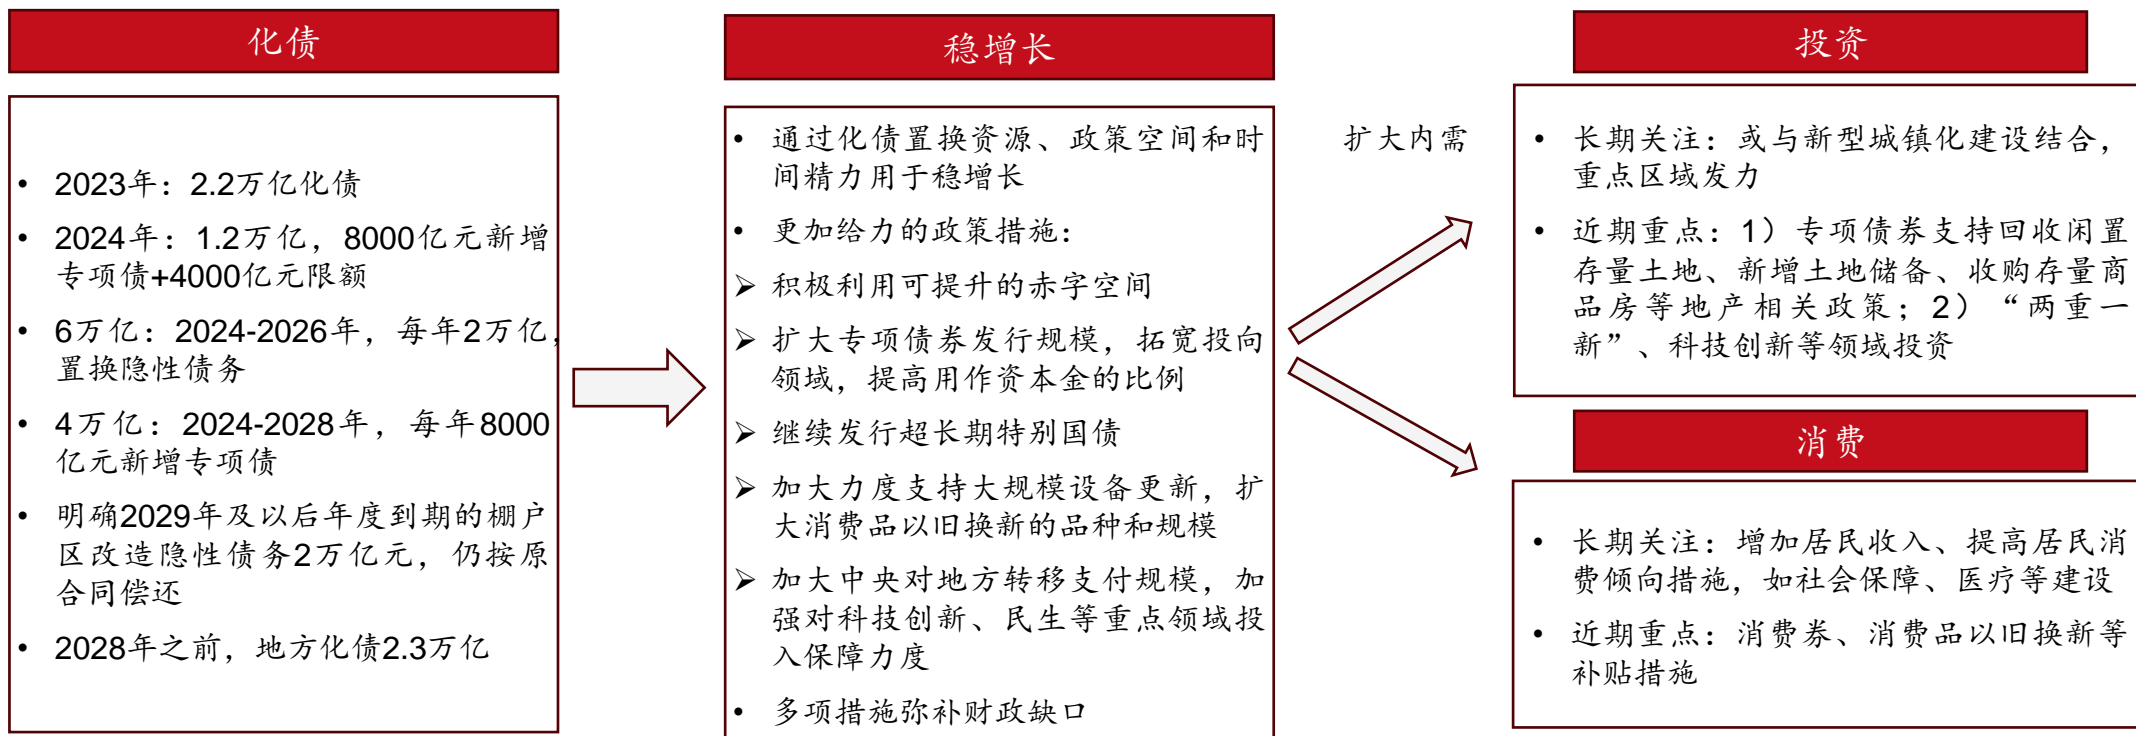 化债
• 2023年：2.2万亿化债
• 2024年：1.2万亿，8000亿元新增
专项债+4000亿元限额
• 6万亿：2024-2026年，每年2万亿，
置换隐性债务
• 4万亿：2024-2028年，每年8000
亿元新增专项债
• 明确2029年及以后年度到期的棚户
区改造隐性债务2万亿元，仍按原
合同偿还
• 2028年之前，地方化债2.3万亿
稳增长
• 通过化债置换资源、政策空间和时
间精力用于稳增长
• 更加给力的政策措施：
➢ 积极利用可提升的赤字空间
➢ 扩大专项债券发行规模，拓宽投向
领域，提高用作资本金的比例
➢ 继续发行超长期特别国债
➢ 加大力度支持大规模设备更新，扩
大消费品以旧换新的品种和规模
➢ 加大中央对地方转移支付规模，加
强对科技创新、民生等重点领域投
入保障力度
• 多项措施弥补财政缺口
扩大内需
投资
• 长期关注：或与新型城镇化建设结合，
重点区域发力
• 近期重点：1）专项债券支持回收闲置
存量土地、新增土地储备、收购存量商
品房等地产相关政策；2）“两重一
新”、科技创新等领域投资
消费
• 长期关注：增加居民收入、提高居民消
费倾向措施，如社会保障、医疗等建设
• 近期重点：消费券、消费品以旧换新等
补贴措施